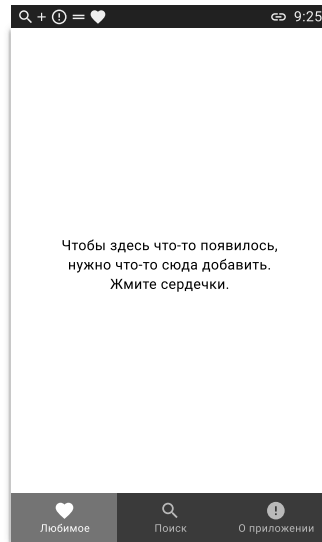 9:25
Чтобы здесь что-то появилось,
нужно что-то сюда добавить.
Жмите сердечки.
Любимое
Поиск
О приложении